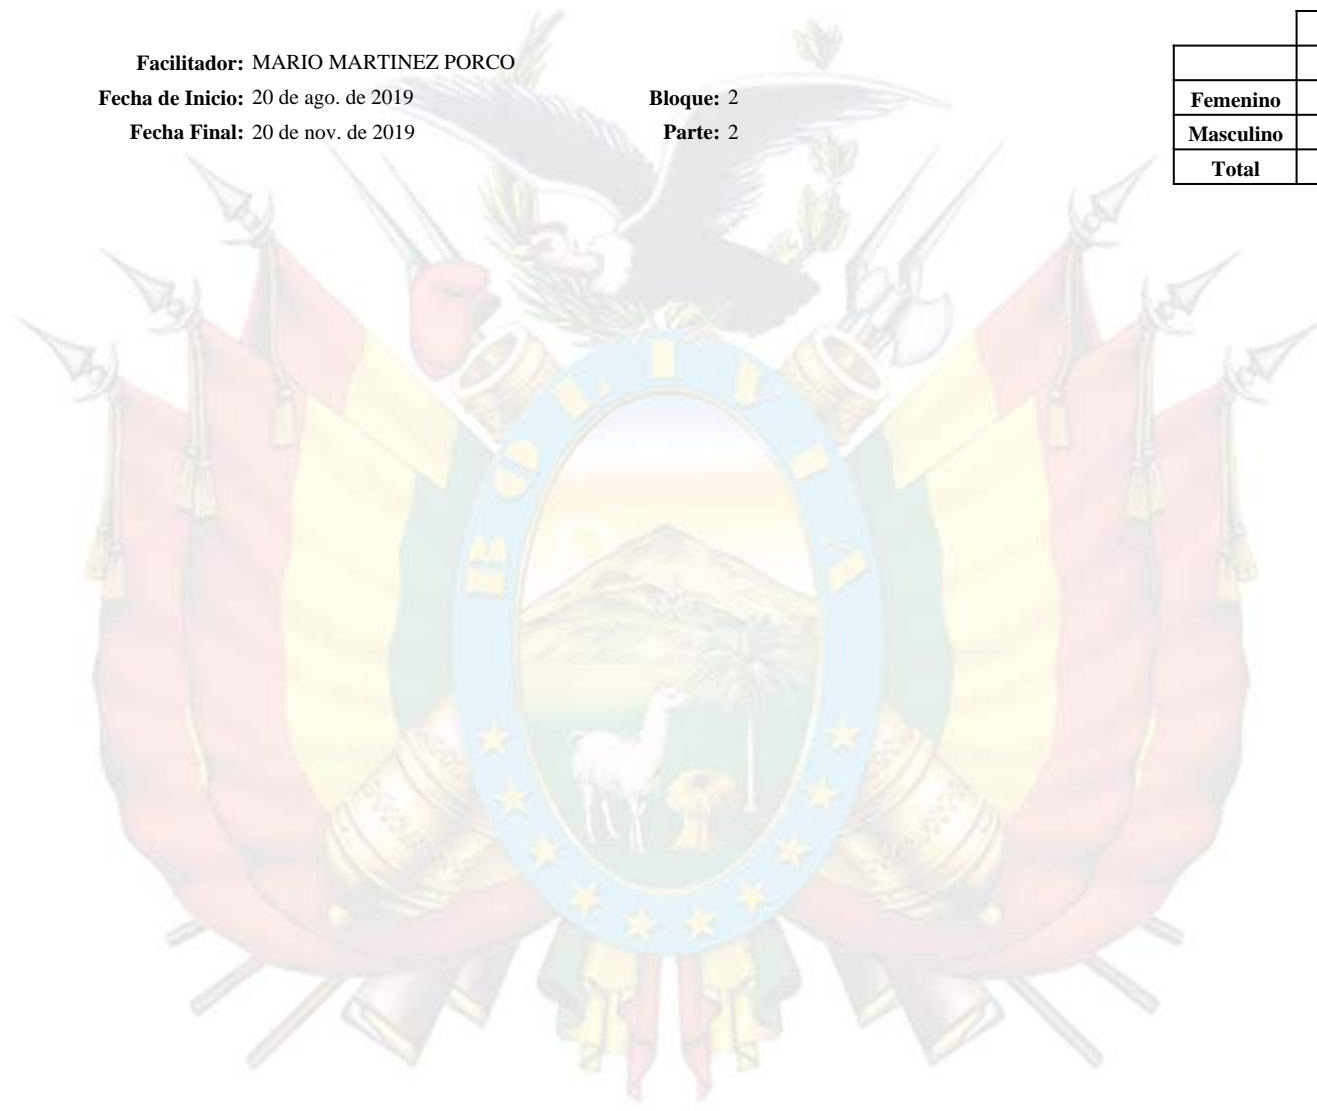 Facilitador: MARIO MARTINEZ PORCO
Fecha de Inicio: 20 de ago. de 2019 Bloque: 2
Fecha Final: 20 de nov. de 2019 Parte: 2
Femenino
Masculino
Total
BOLIVIA